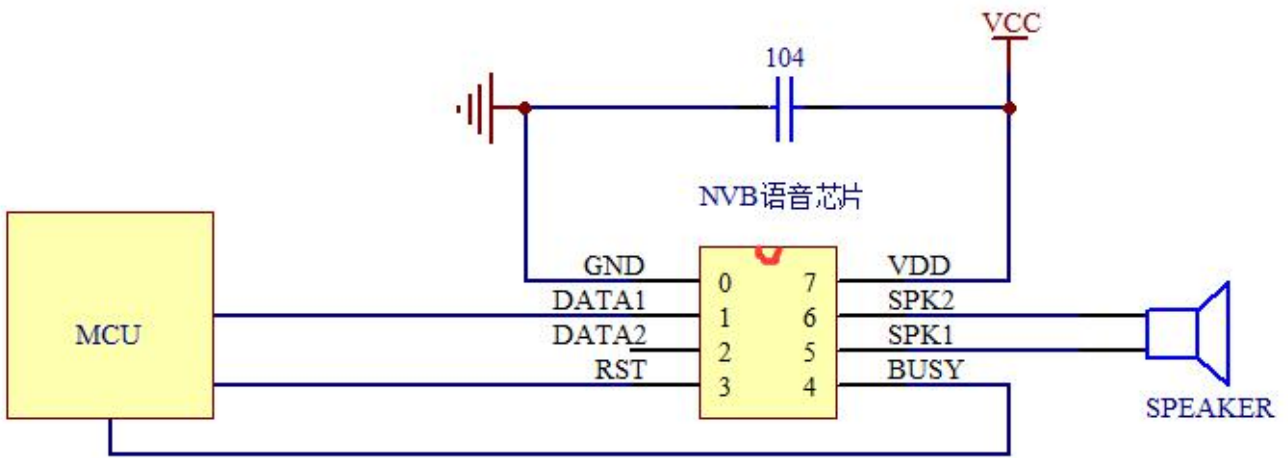 VCC
104
NVB语音芯片
GND 0 7 VDD
DATA1 1 6 SPK2
MCU
DATA2 2 5 SPK1
RST 3 4 BUSY
SPEAKER